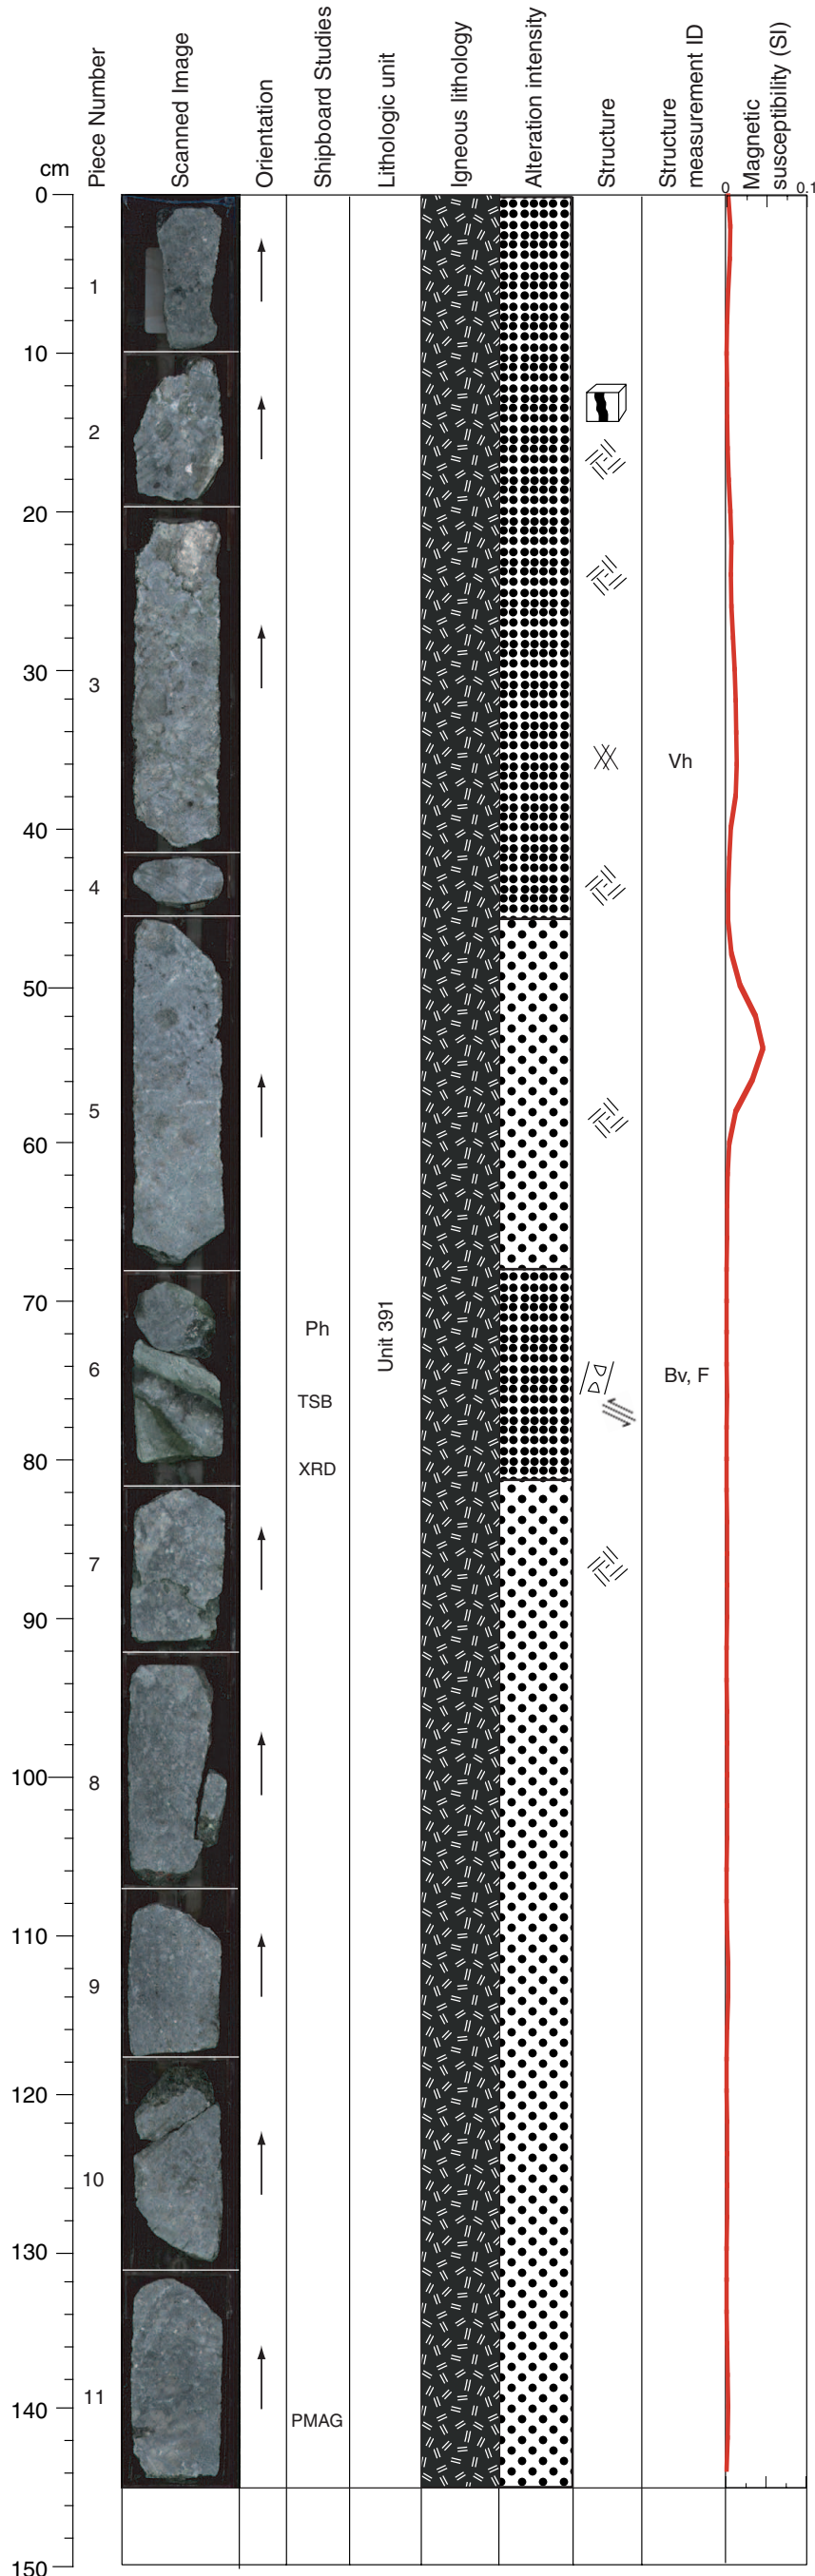 cm
Piece Number
Scanned Image
Orientation
Shipboard Studies
Lithologic unit
Igneous lithology
Alteration intensity
Structure
Structure
measurement ID
Magnetic
susceptibility (SI)
0 0.1
0
1
10
2
20
30
3
Vh
40
4
50
5
60
70
Unit 391
Ph
6
Bv, F
TSB
80
XRD
7
90
100
8
110
9
120
10
130
11
140
PMAG
150